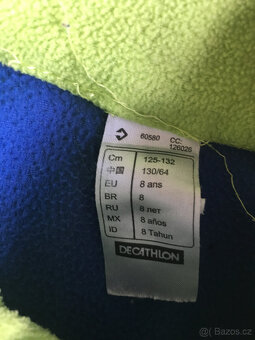 60580 CC:
126026
Cm 125-132
中国 130/64
EU 8 ans
BR 8
RU 8 лет
MX 8 años
ID 8 Tahun
DECATHLON
Bazoš.cz